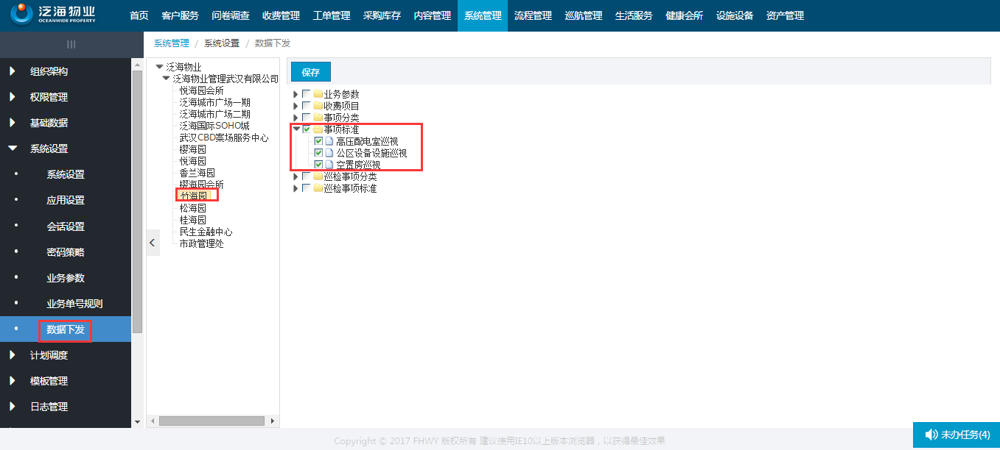 泛海物业
OCEANWIDE PROPERTY
首页 客户服务 问卷调查 收费管理 工单管理 采购库存 内容管理 系统管理 流程管理 巡航管理 生活服务 健康会所 设施设备 资产管理
系统管理 / 系统设置 / 数据下发
组织架构
权限管理
基础数据
系统设置
系统设置
应用设置
会话设置
密码策略
业务参数
业务单号规则
数据下发
计划调度
模板管理
日志管理
泛海物业
泛海物业管理武汉有限公司
悦海园会所
泛海城市广场一期
泛海城市广场二期
泛海国际SOHO城
武汉CBD案场服务中心
樱海园
悦海园
香兰海园
樱海园会所
竹海园
松海园
桂海园
民生金融中心
市政管理处
保存
业务参数
收费项目
事项分类
事项标准
高压配电室巡视
公区设备设施巡视
空置房巡视
巡检事项分类
巡检事项标准
未办任务(4)
Copyright © 2017 FHWY 版权所有 建议使用IE10以上版本浏览器，以获得最佳效果